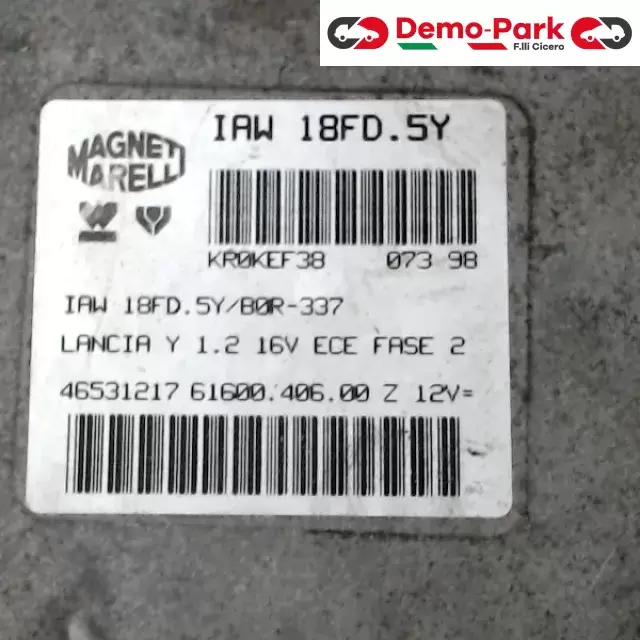 Demo-Park
F.lli Cicero
IAW 18FD.5Y
MAGNETI
MARELLI
KR0KEF38 073 98
IAW 18FD.5Y/B0R-337
LANCIA Y 1.2 16V ECE FASE 2
46531217 61600.406.00 Z 12V=